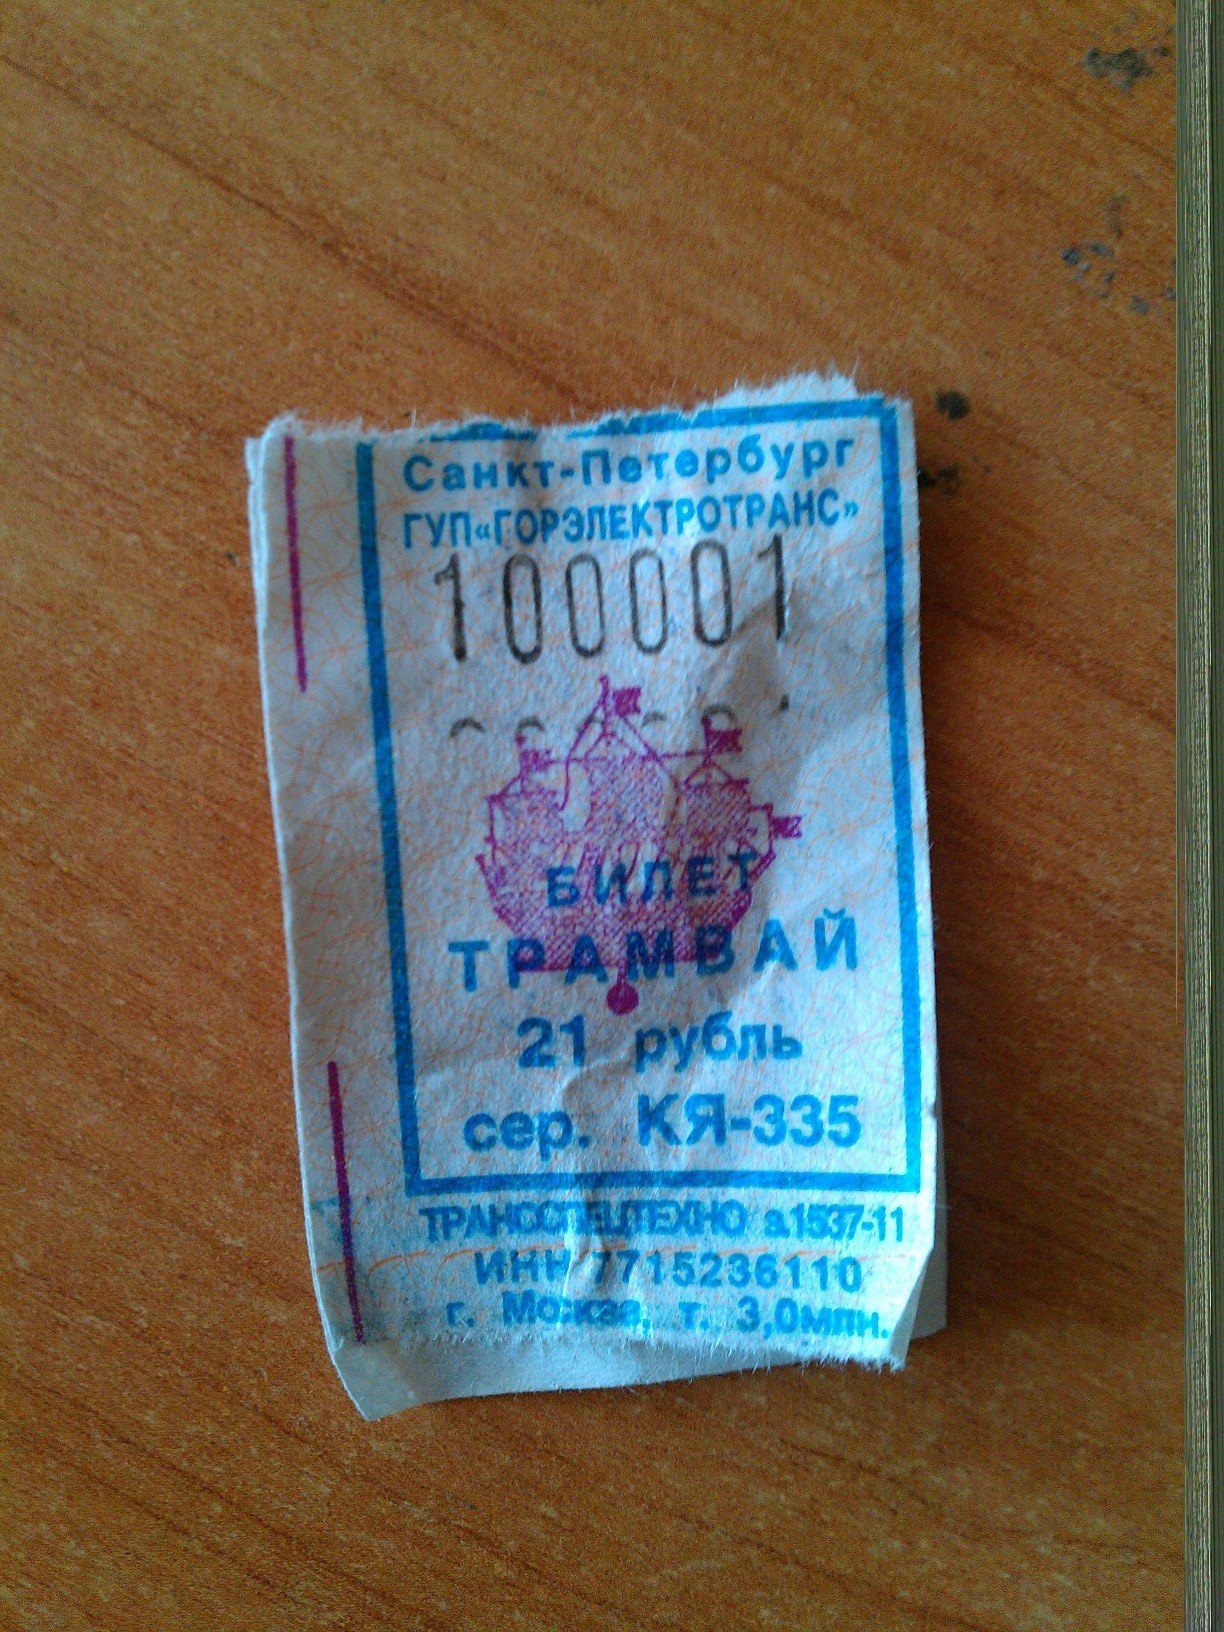 Санкт-Петербург
ГУП«ГОРЭЛЕКТРОТРАНС»
100001
БИЛЕТ
ТРАМВАЙ
21 рубль
сер. КЯ-335
ТРАНССПЕЦТЕХНО а1537-11
ИНН 7715236110
г. Москва, т. 3,0млн.